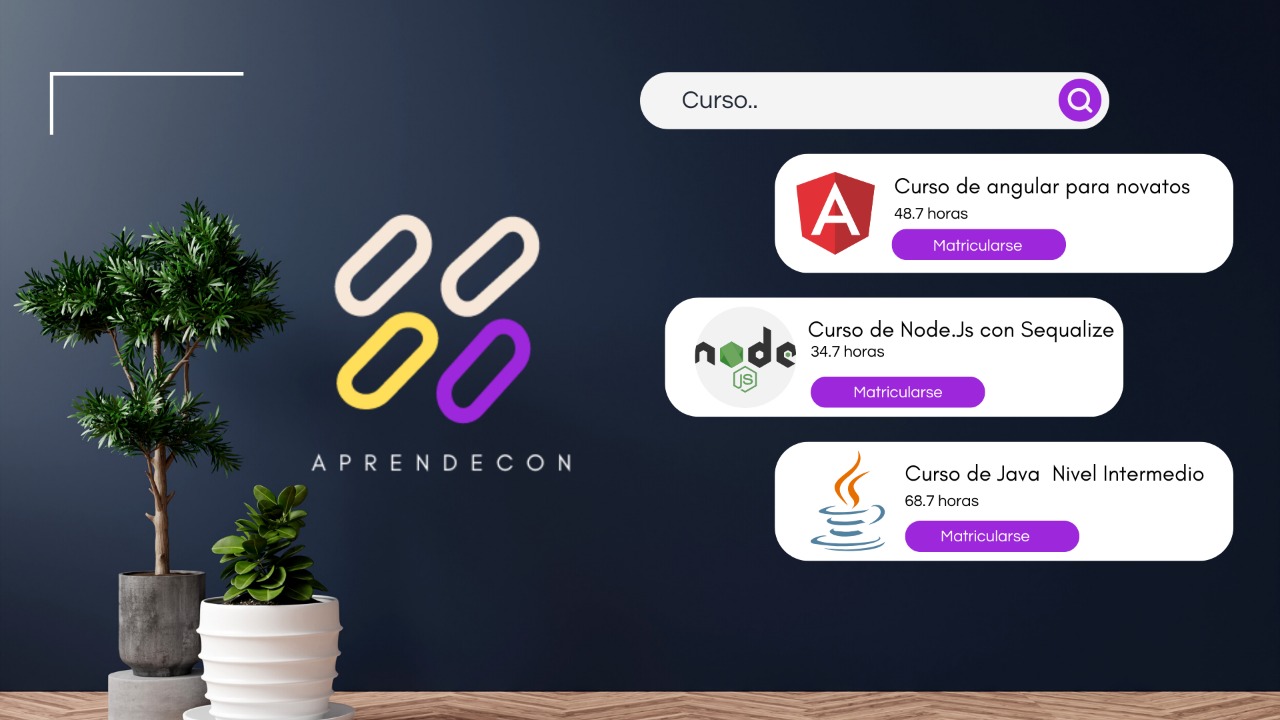 Curso..
Curso de angular para novatos
48.7 horas
Matricularse
Curso de Node.Js con Sequalize
34.7 horas
Matricularse
node
JS
APRENDECON
Curso de Java  Nivel Intermedio
68.7 horas
Matricularse